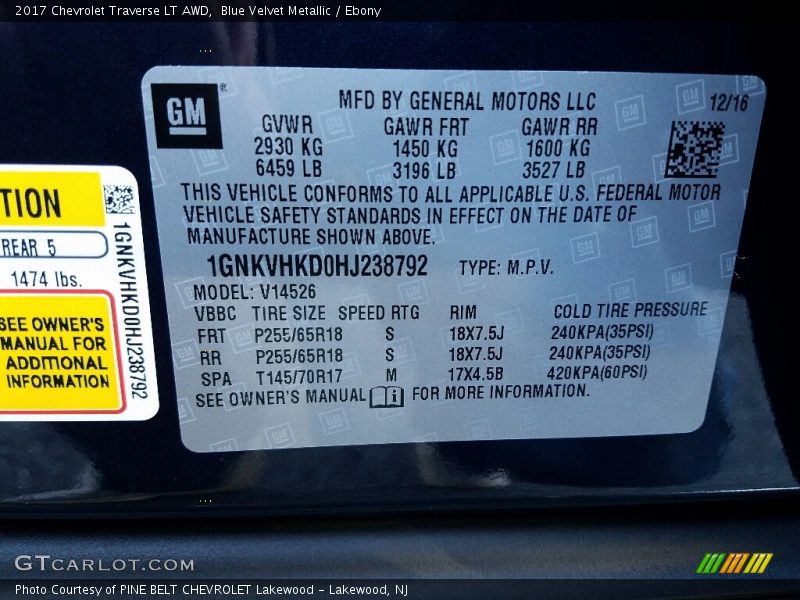 2017 Chevrolet Traverse LT AWD, Blue Velvet Metallic / Ebony
GM®
MFD BY GENERAL MOTORS LLC 12/16
GVWR GAWR FRT GAWR RR
2930 KG 1450 KG 1600 KG
6459 LB 3196 LB 3527 LB
THIS VEHICLE CONFORMS TO ALL APPLICABLE U.S. FEDERAL MOTOR
VEHICLE SAFETY STANDARDS IN EFFECT ON THE DATE OF
MANUFACTURE SHOWN ABOVE.
1GNKVHKD0HJ238792 TYPE: M.P.V.
MODEL: V14526
VBBC TIRE SIZE SPEED RTG RIM COLD TIRE PRESSURE
FRT P255/65R18 S 18X7.5J 240KPA(35PSI)
RR P255/65R18 S 18X7.5J 240KPA(35PSI)
SPA T145/70R17 M 17X4.5B 420KPA(60PSI)
SEE OWNER'S MANUAL i FOR MORE INFORMATION.
TION
REAR 5
1474 lbs.
SEE OWNER'S
MANUAL FOR
ADDITIONAL
INFORMATION
1GNKVHKD0HJ238792
GTCARLOT.COM
Photo Courtesy of PINE BELT CHEVROLET Lakewood - Lakewood, NJ